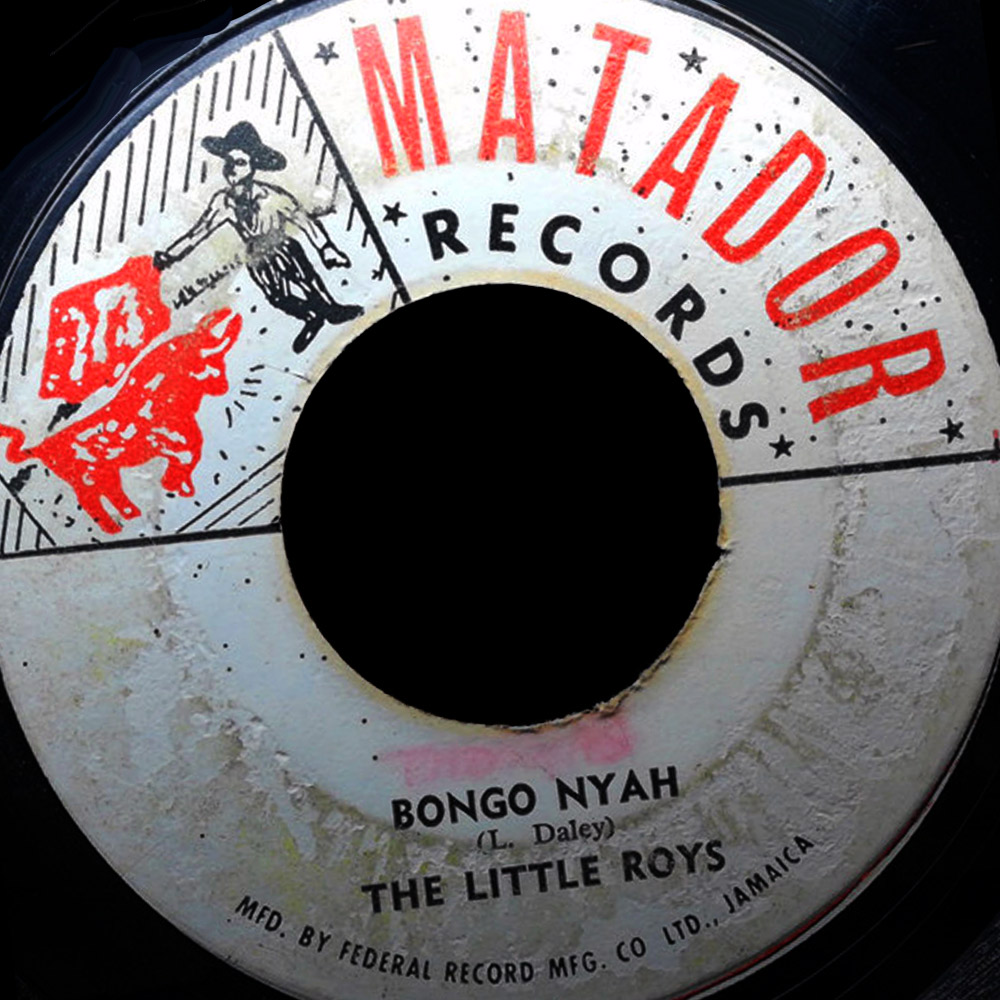 MATADOR
RECORDS
BONGO NYAH
(L. Daley)
THE LITTLE ROYS
MFD. BY FEDERAL RECORD MFG. CO LTD., JAMAICA